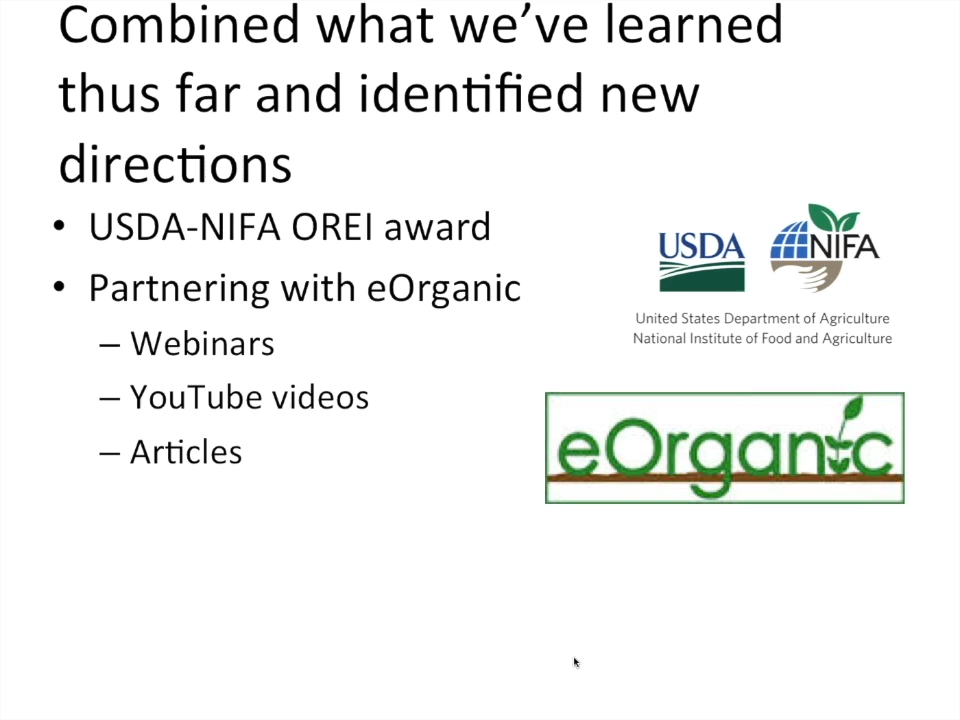 Combined what we’ve learned
thus far and identified new
directions
• USDA-NIFA OREI award
• Partnering with eOrganic
– Webinars
– YouTube videos
– Articles
USDA
NIFA
United States Department of Agriculture
National Institute of Food and Agriculture
eOrganic